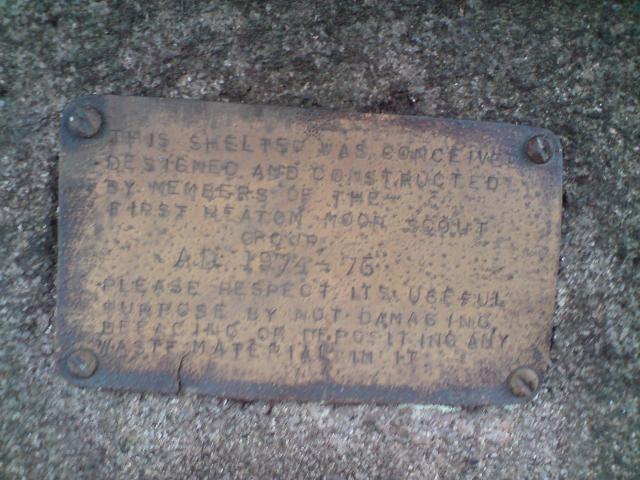 THIS SHELTER WAS CONCEIVED
DESIGNED AND CONSTRUCTED
BY MEMBERS OF THE
FIRST HEATON MOOR SCOUT
GROUP
A.D. 1974-76
PLEASE RESPECT ITS USEFUL
PURPOSE BY NOT DAMAGING,
DEFACING OR DEPOSITING ANY
WASTE MATERIAL IN IT.